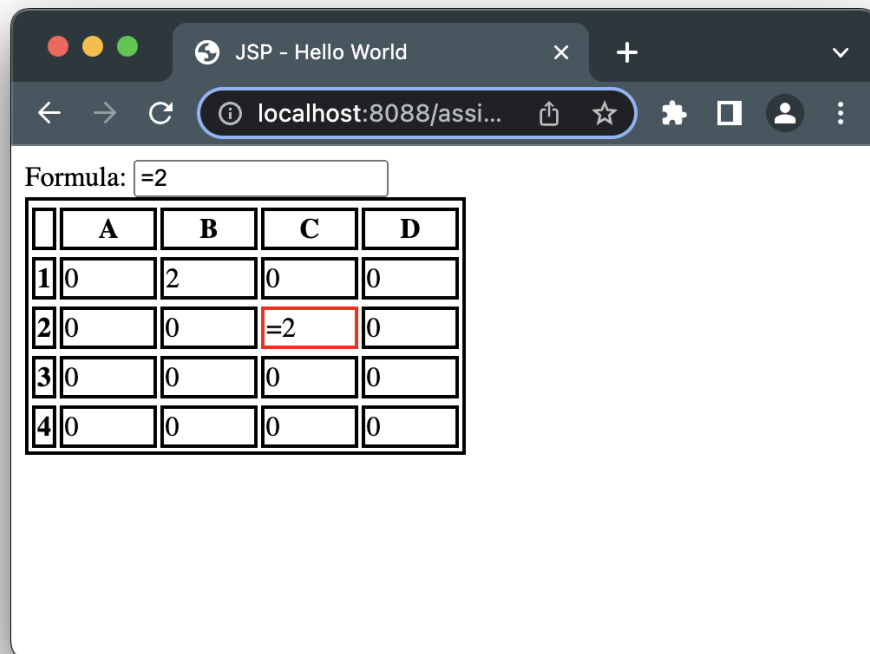 JSP - Hello World
localhost:8088/assi...
Formula: =2
A B C D
1 0 2 0 0
2 0 0 =2 0
3 0 0 0 0
4 0 0 0 0